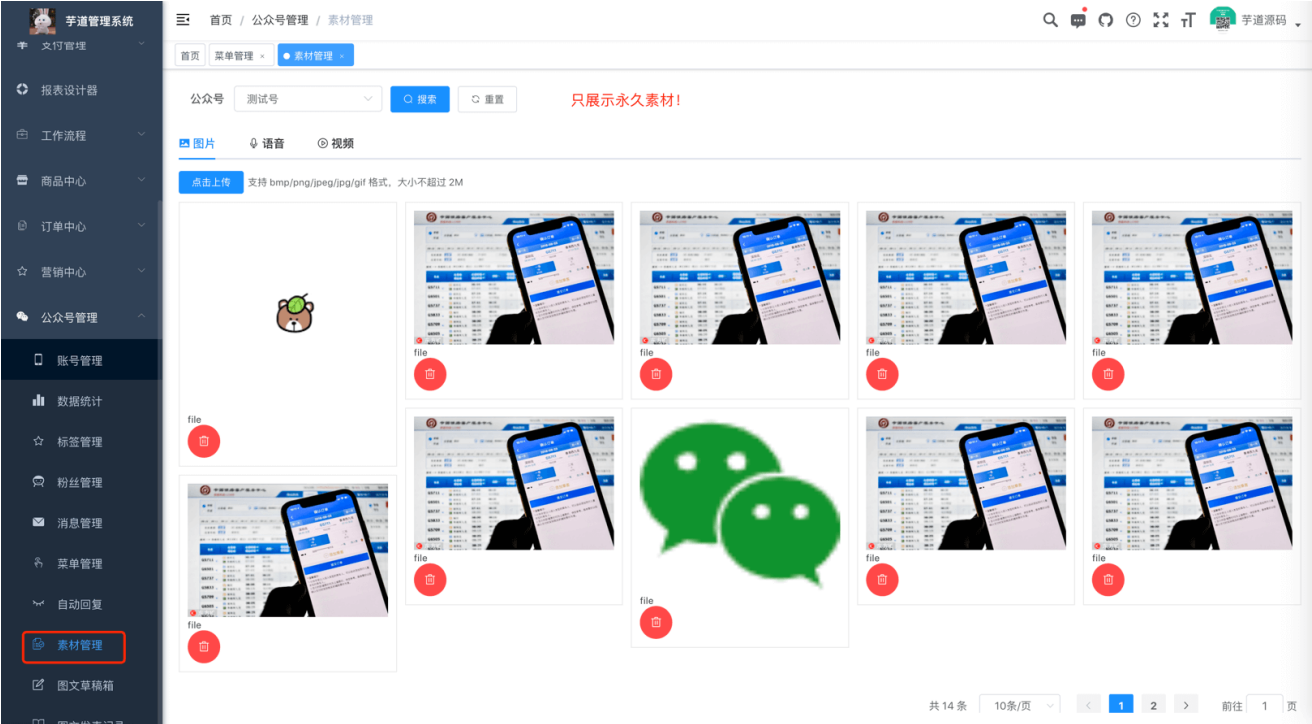 芋道管理系统
首页 / 公众号管理 / 素材管理
芋道源码
支付管理
报表设计器
工作流程
商品中心
订单中心
营销中心
公众号管理
账号管理
数据统计
标签管理
粉丝管理
消息管理
菜单管理
自动回复
素材管理
图文草稿箱
图文发表记录
首页 菜单管理 × 素材管理 ×
公众号 测试号 搜索 重置 只展示永久素材！
图片 语音 视频
点击上传 支持 bmp/png/jpeg/jpg/gif 格式，大小不超过 2M
file
file
file
file
file
file
file
file
file
file
共 14 条 10条/页 < 1 2 > 前往 1 页